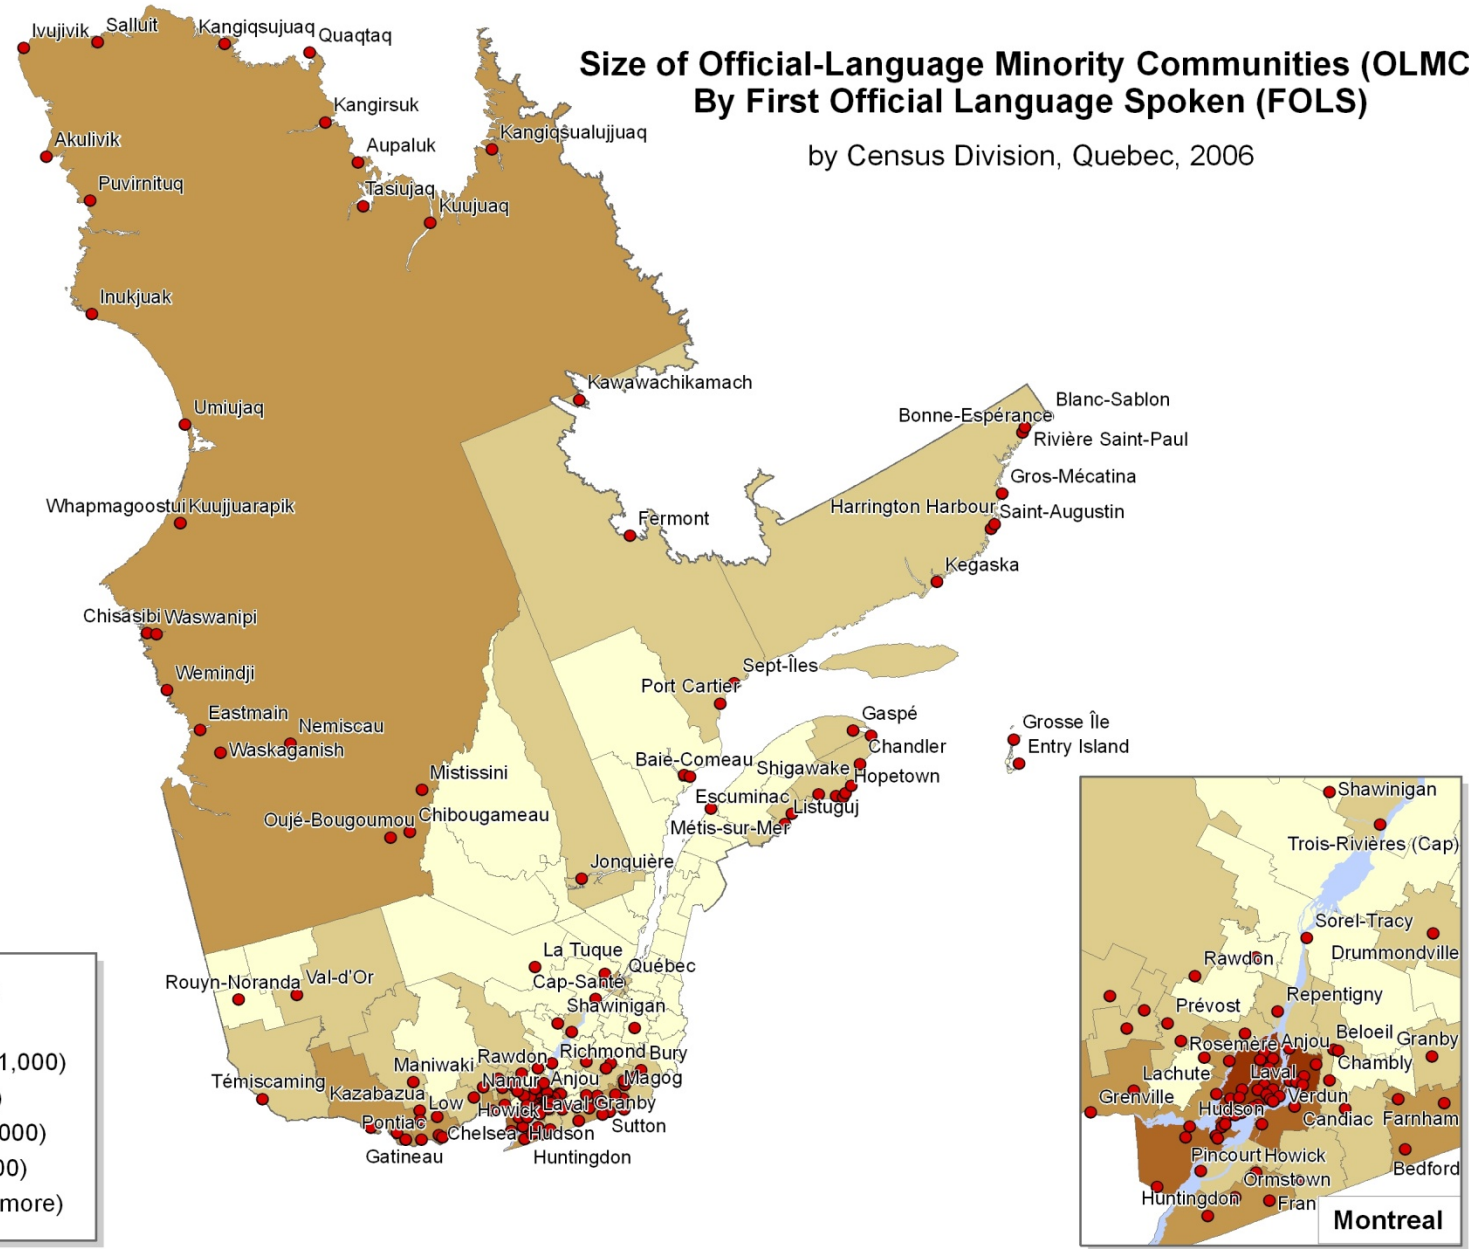 Size of Official-Language Minority Communities (OLMC
By First Official Language Spoken (FOLS)
by Census Division, Quebec, 2006
Ivujivik
Salluit
Kangiqsujuaq
Quaqtaq
Kangirsuk
Akulivik
Aupaluk
Kangiqsualujjuaq
Puvirnituq
Tasiujaq
Kuujuaq
Inukjuak
Kawawachikamach
Umiujaq
Blanc-Sablon
Bonne-Espérance
Rivière Saint-Paul
Gros-Mécatina
Whapmagoostui Kuujjuarapik
Harrington Harbour
Saint-Augustin
Fermont
Kegaska
Chisasibi
Waswanipi
Wemindji
Sept-Îles
Port Cartier
Eastmain
Nemiscau
Waskaganish
Gaspé
Chandler
Grosse Île
Entry Island
Baie-Comeau
Shigawake
Hopetown
Mistissini
Escuminac
Listuguj
Oujé-Bougoumou
Chibougameau
Métis-sur-Mer
Jonquière
La Tuque
Québec
Rouyn-Noranda
Val-d'Or
Cap-Santé
Shawinigan
Maniwaki
Rawdon
Richmond
Bury
Témiscaming
Kazabazua
Namur
Anjou
Magog
Low
Howick
Laval
Granby
Pontiac
Chelsea
Hudson
Sutton
Gatineau
Huntingdon
1,000)
)
000)
00)
more)
Shawinigan
Trois-Rivières (Cap)
Sorel-Tracy
Drummondville
Rawdon
Prévost
Repentigny
Rosemère
Anjou
Beloeil
Granby
Chambly
Lachute
Laval
Grenville
Hudson
Verdun
Candiac
Farnham
Pincourt
Howick
Bedford
Ormstown
Huntingdon
Fran
Montreal